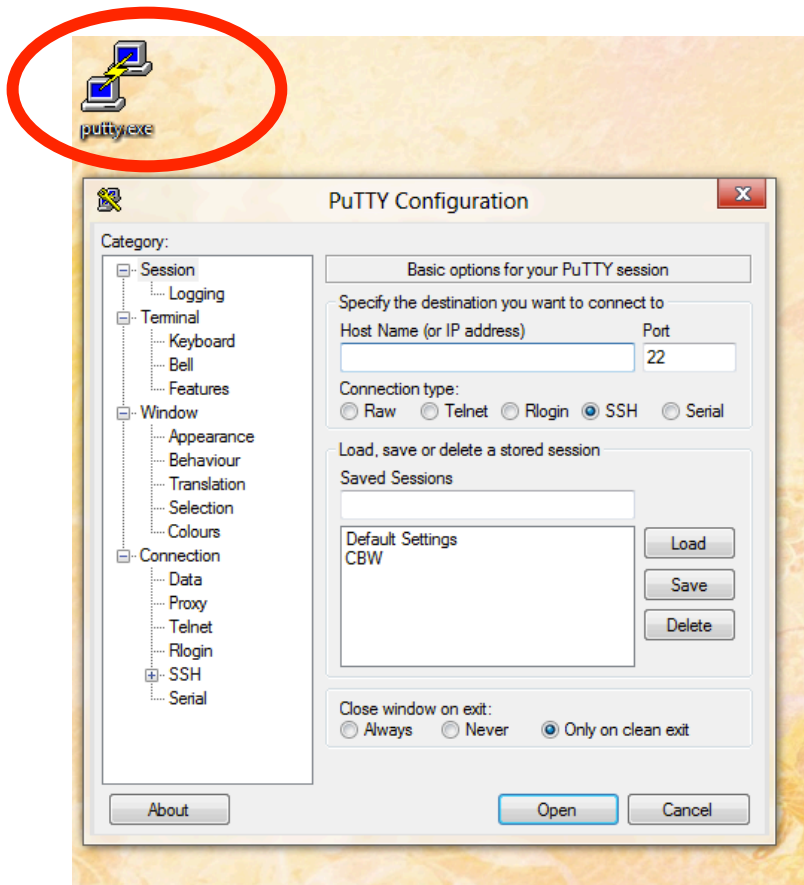 putty.exe
PuTTY Configuration
x
Category:
Session
Logging
Terminal
Keyboard
Bell
Features
Window
Appearance
Behaviour
Translation
Selection
Colours
Connection
Data
Proxy
Telnet
Rlogin
SSH
Serial
Basic options for your PuTTY session
Specify the destination you want to connect to
Host Name (or IP address) Port
22
Connection type:
Raw Telnet Rlogin SSH Serial
Load, save or delete a stored session
Saved Sessions
Default Settings
CBW
Load
Save
Delete
Close window on exit:
Always Never Only on clean exit
About Open Cancel